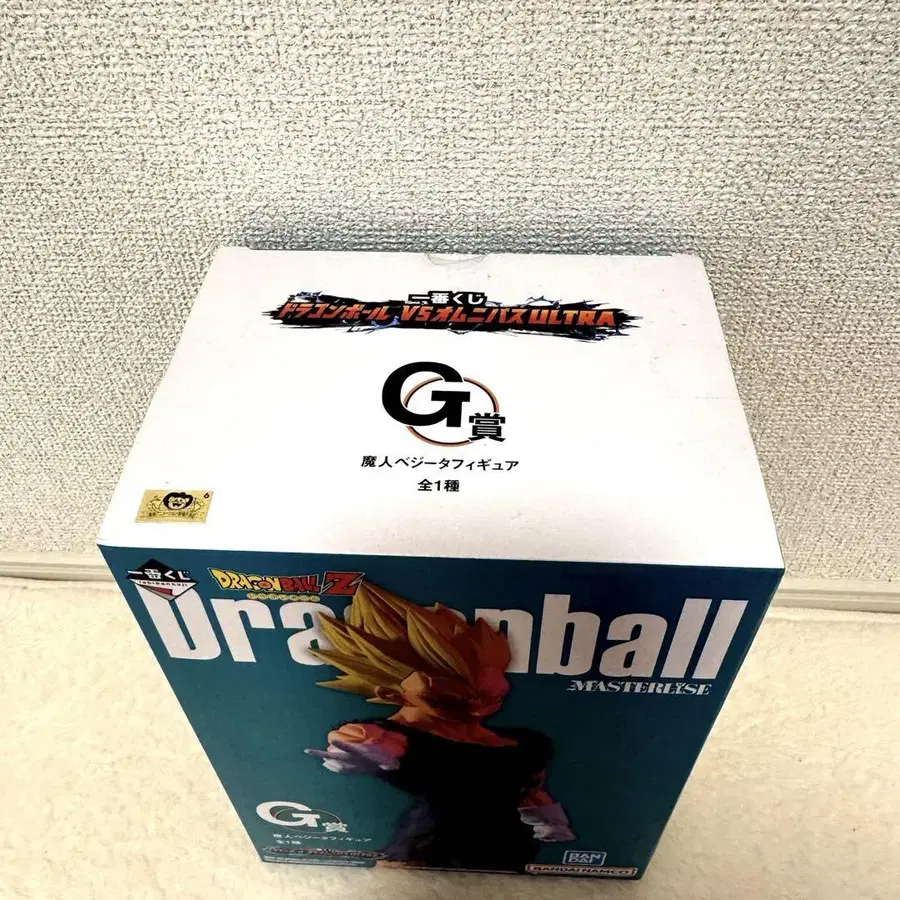 一番くじ
ドラゴンボール VSオムニバスULTRA
G賞
魔人ベジータフィギュア
全1種
一番くじ
DRAGONBALL Z
Dragonball
MASTERLISE
G賞
魔人ベジータフィギュア
全1種
BAN
DAI
BANDAI NAMCO